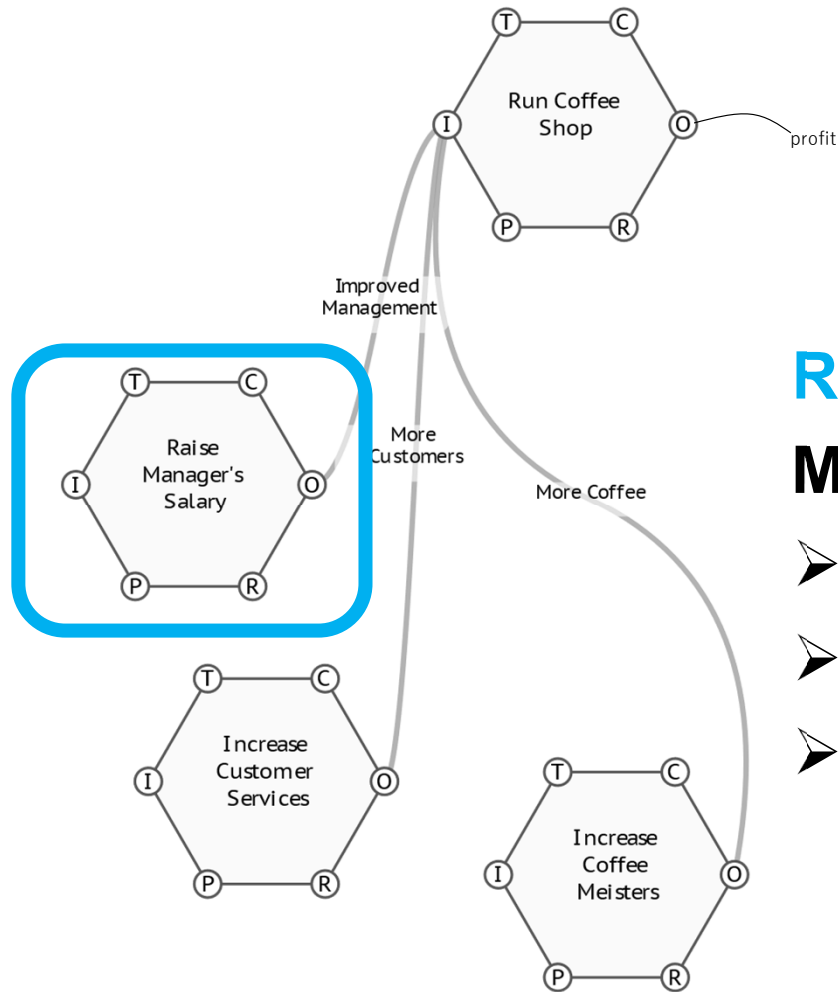 T C
Run Coffee
Shop
I O
profit
P R
Improved
Management
T C
Raise
Manager's
Salary
I O
P R
More
Customers
More Coffee
R
M
T C
Increase
Customer
Services
I O
P R
T C
Increase
Coffee
Meisters
I O
P R